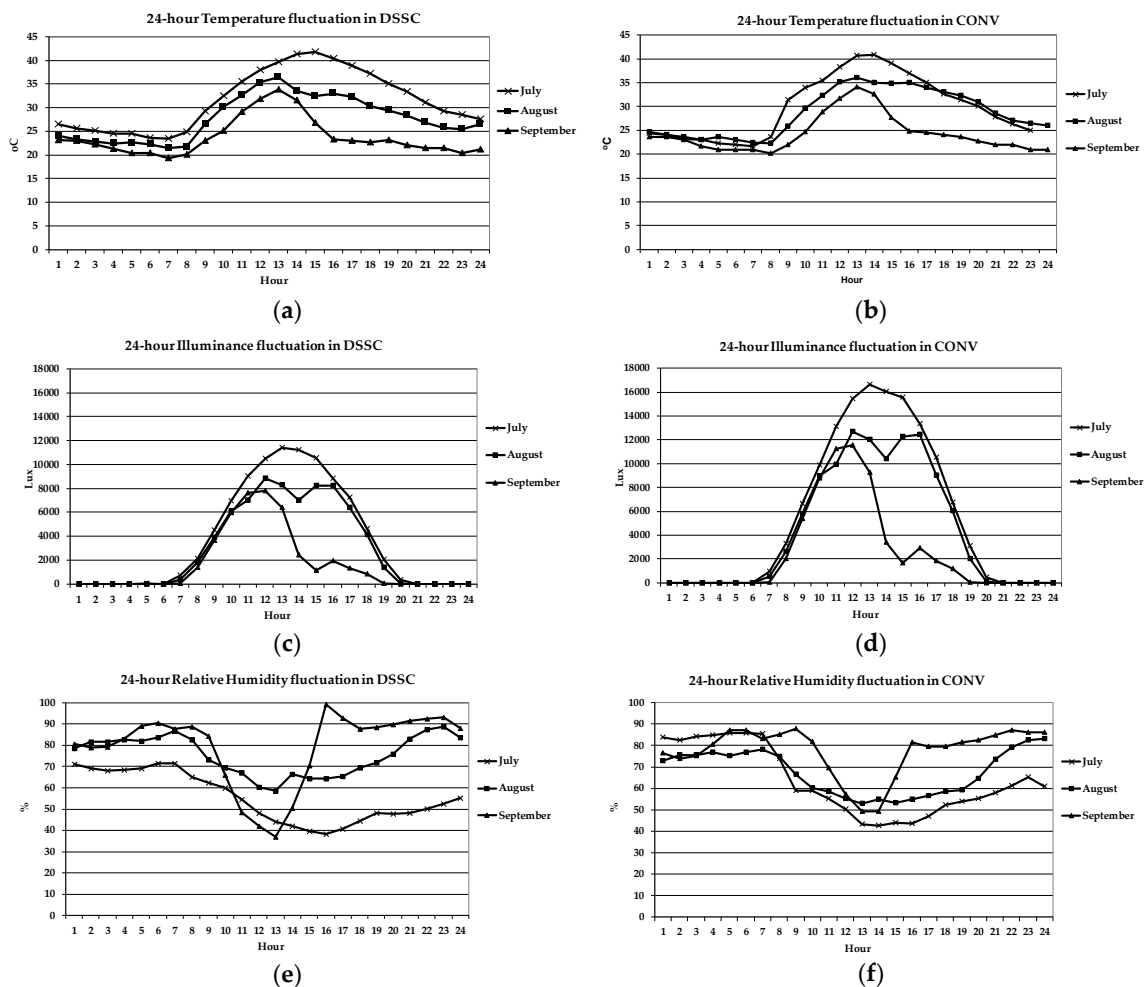 24-hour Temperature fluctuation in DSSC
45
40
35
30
25
20
15
10
5
0
oC
1 2 3 4 5 6 7 8 9 10 11 12 13 14 15 16 17 18 19 20 21 22 23 24
Hour
July
August
September
(a)
24-hour Temperature fluctuation in CONV
45
40
35
30
25
20
15
10
5
0
°C
1 2 3 4 5 6 7 8 9 10 11 12 13 14 15 16 17 18 19 20 21 22 23 24
Hour
July
August
September
(b)
24-hour Illuminance fluctuation in DSSC
18000
16000
14000
12000
10000
8000
6000
4000
2000
0
Lux
1 2 3 4 5 6 7 8 9 10 11 12 13 14 15 16 17 18 19 20 21 22 23 24
Hour
July
August
September
(c)
24-hour Illuminance fluctuation in CONV
18000
16000
14000
12000
10000
8000
6000
4000
2000
0
Lux
1 2 3 4 5 6 7 8 9 10 11 12 13 14 15 16 17 18 19 20 21 22 23 24
Hour
July
August
September
(d)
24-hour Relative Humidity fluctuation in DSSC
100
90
80
70
60
50
40
30
20
10
0
%
1 2 3 4 5 6 7 8 9 10 11 12 13 14 15 16 17 18 19 20 21 22 23 24
Hour
July
August
September
(e)
24-hour Relative Humidity fluctuation in CONV
100
90
80
70
60
50
40
30
20
10
0
%
1 2 3 4 5 6 7 8 9 10 11 12 13 14 15 16 17 18 19 20 21 22 23 24
Hour
July
August
September
(f)